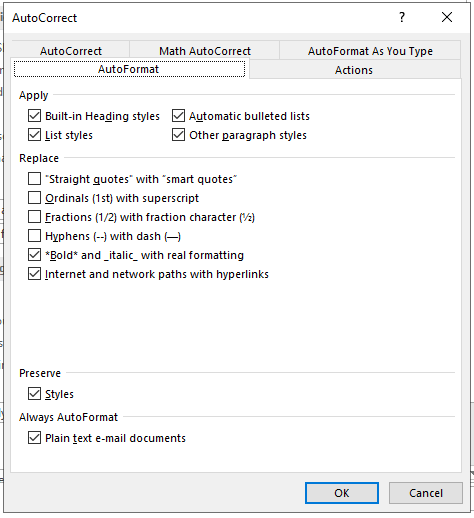 AutoCorrect ? ×
AutoCorrect Math AutoCorrect AutoFormat As You Type
AutoFormat Actions
Apply
Built-in Heading styles Automatic bulleted lists
List styles Other paragraph styles
Replace
"Straight quotes" with “smart quotes”
Ordinals (1st) with superscript
Fractions (1/2) with fraction character (½)
Hyphens (--) with dash (—)
*Bold* and _italic_ with real formatting
Internet and network paths with hyperlinks
Preserve
Styles
Always AutoFormat
Plain text e-mail documents
OK Cancel